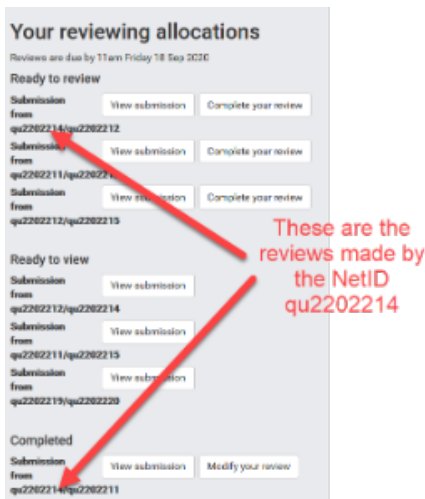 Your reviewing allocations
Reviews are due by 11am Friday 18 Sep 2020
Ready to review
Submission
from
qu2202214/qu2202212
View submission
Complete your review
Submission
from
qu2202211/
View submission
Complete your review
Submission
from
qu2202212/qu2202215
View submission
Complete your review
Ready to view
Submission
from
qu2202212/qu2202214
View submission
Submission
from
qu2202211/qu2202215
View submission
Submission
from
qu2202219/qu2202220
View submission
Completed
Submission
from
qu2202214/qu2202211
View submission
Modify your review
These are the
reviews made by
the NetID
qu2202214